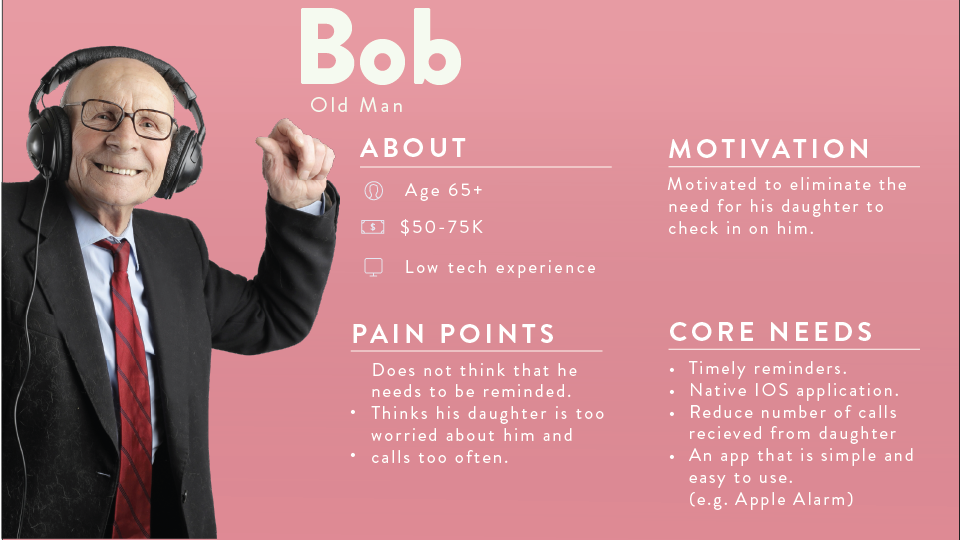 Bob
Old Man
ABOUT
Age 65+
$
$50-75K
Low tech experience
MOTIVATION
Motivated to eliminate the
need for his daughter to
check in on him.
PAIN POINTS
Does not think that he
needs to be reminded.
• Thinks his daughter is too
worried about him and
• calls too often.
CORE NEEDS
• Timely reminders.
• Native IOS application.
• Reduce number of calls
recieved from daughter
• An app that is simple and
easy to use.
(e.g. Apple Alarm)